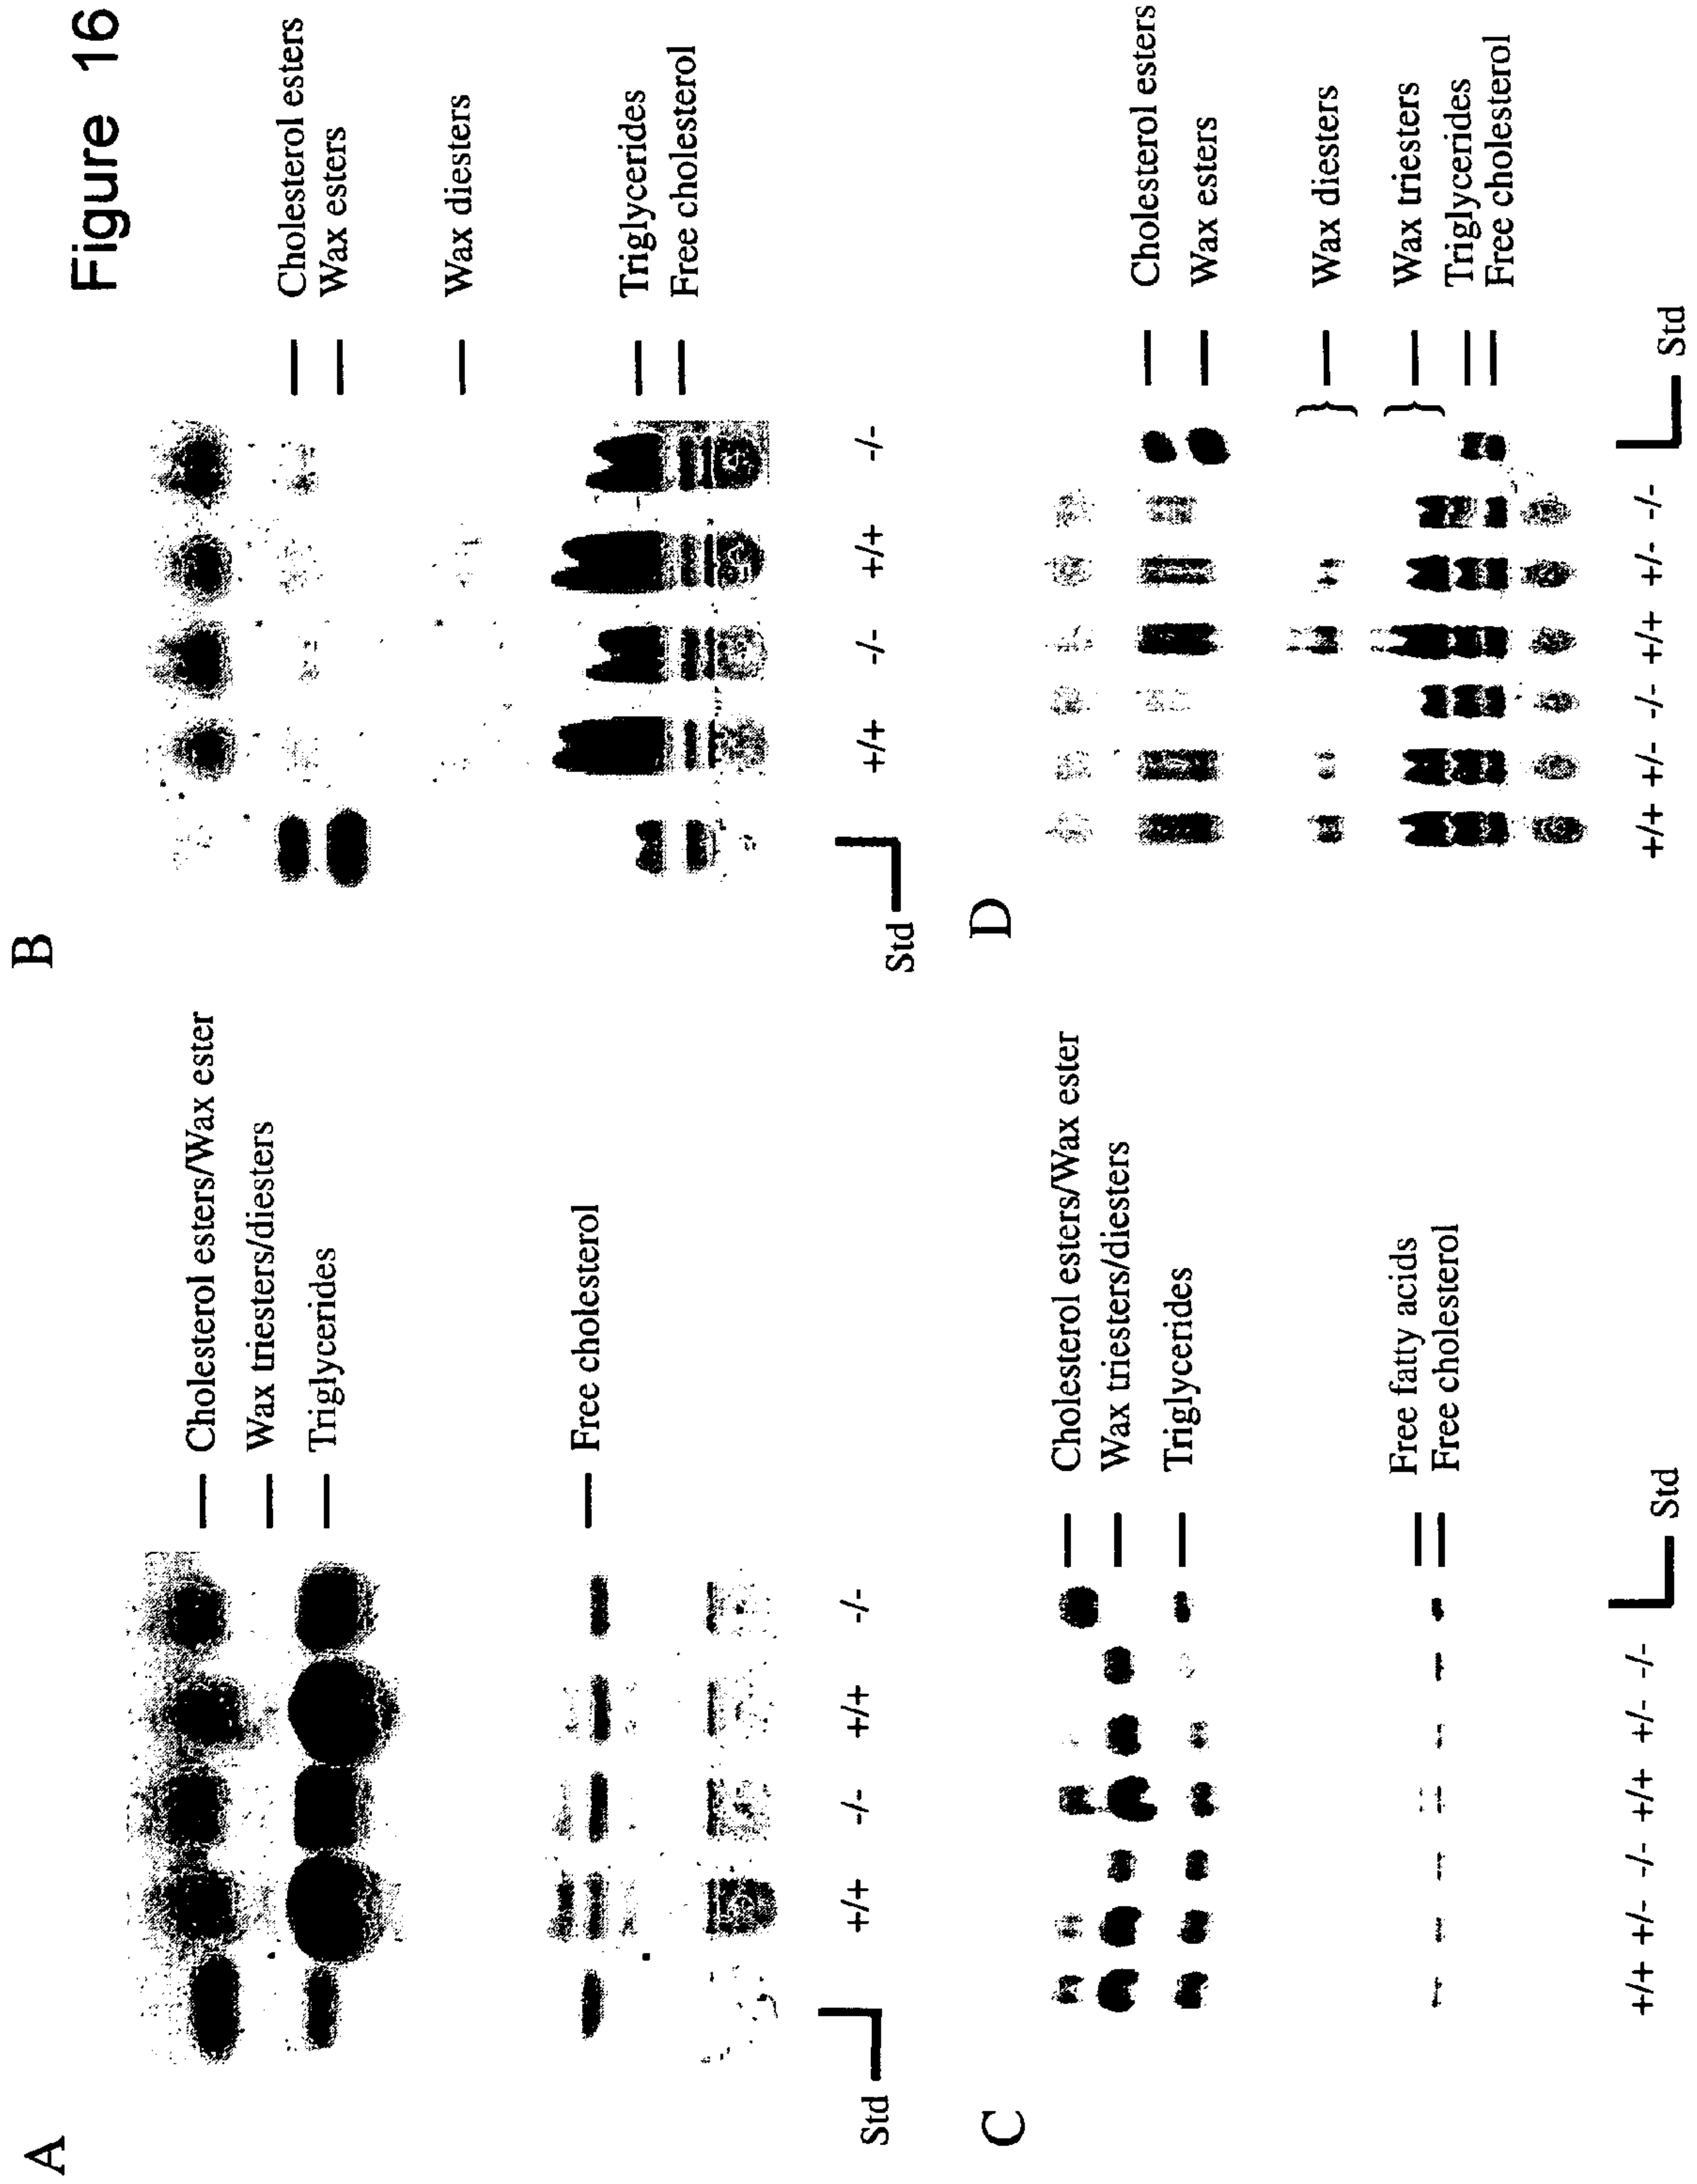 Figure 16
A
Cholesterol esters/Wax ester
Wax triesters/diesters
Triglycerides
Free cholesterol
Std
+/+ -/- +/+ -/-
B
Cholesterol esters
Wax esters
Wax diesters
Triglycerides
Free cholesterol
Std
+/+ -/- +/+ -/-
C
Cholesterol esters/Wax ester
Wax triesters/diesters
Triglycerides
Free fatty acids
Free cholesterol
+/+ +/- -/- +/+ +/- -/-
Std
D
Cholesterol esters
Wax esters
Wax diesters
Wax triesters
Triglycerides
Free cholesterol
+/+ +/- -/- +/+ +/- -/-
Std